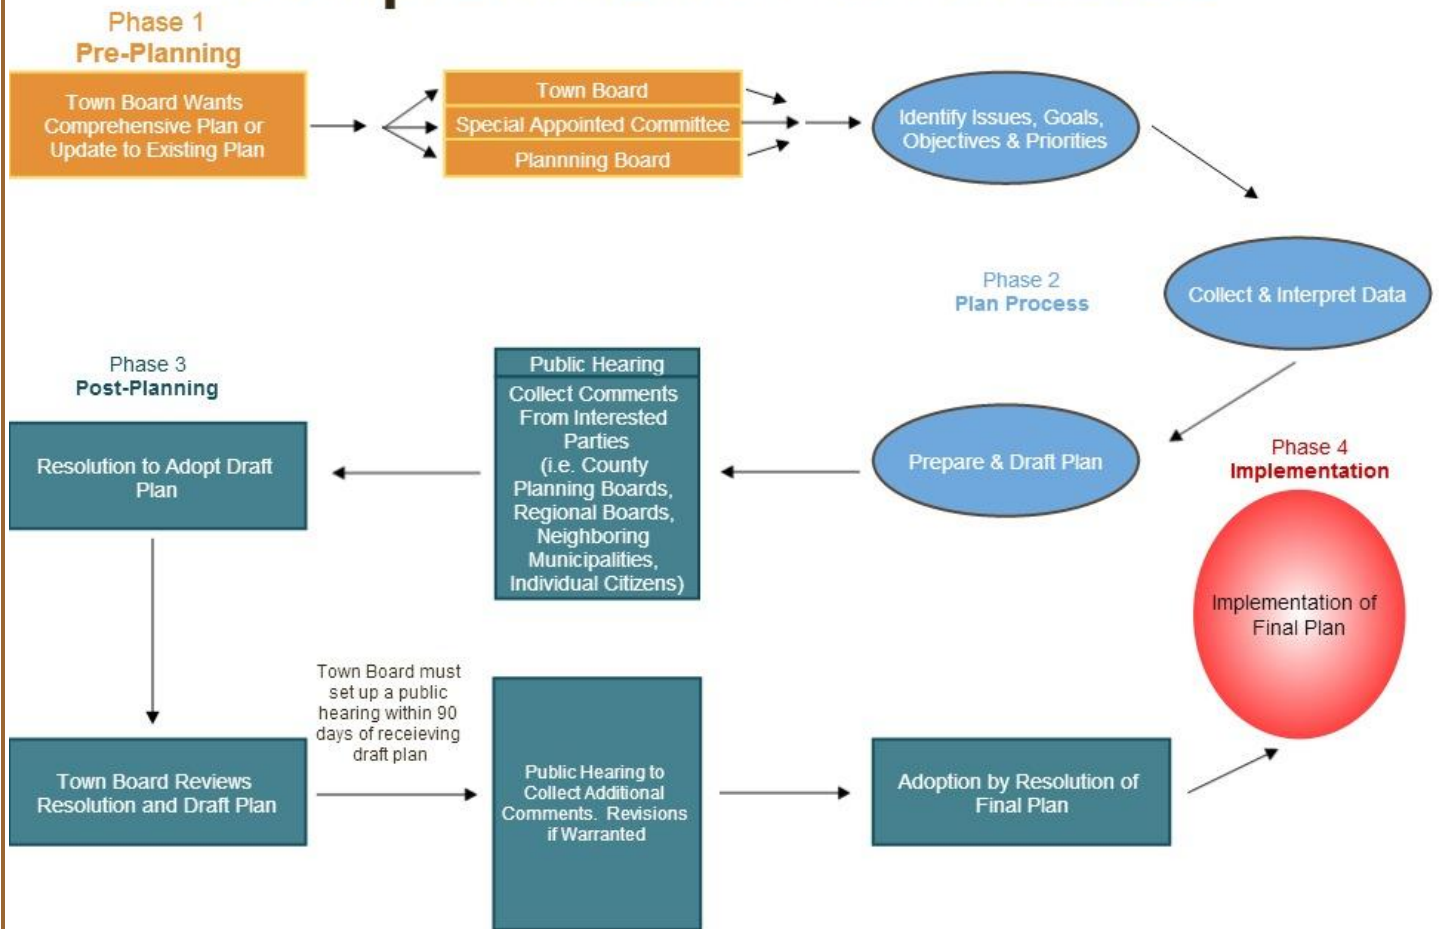 Phase 1
Pre-Planning
Town Board Wants
Comprehensive Plan or
Update to Existing Plan
Town Board
Special Appointed Committee
Plannning Board
Identify Issues, Goals,
Objectives & Priorities
Phase 2
Plan Process
Collect & Interpret Data
Phase 3
Post-Planning
Public Hearing
Collect Comments
From Interested
Parties
(i.e. County
Planning Boards,
Regional Boards,
Neighboring
Municipalities,
Individual Citizens)
Resolution to Adopt Draft
Plan
Prepare & Draft Plan
Phase 4
Implementation
Implementation of
Final Plan
Town Board must
set up a public
hearing within 90
days of receieving
draft plan
Town Board Reviews
Resolution and Draft Plan
Public Hearing to
Collect Additional
Comments. Revisions
if Warranted
Adoption by Resolution of
Final Plan